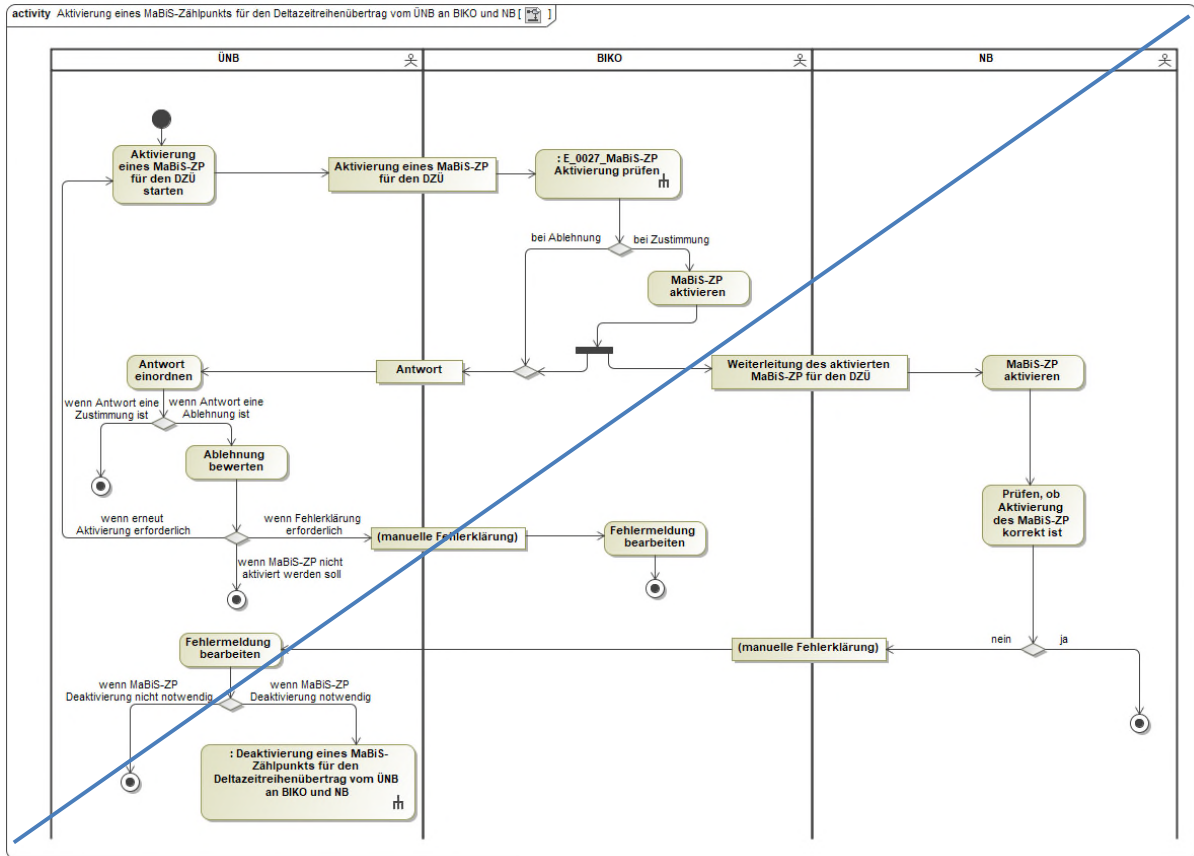 activity Aktivierung eines MaBiS-Zählpunkts für den Deltazeitreihenübertrag vom ÜNB an BIKO und NB [ ]
ÜNB
BIKO
NB
Aktivierung
eines MaBiS-ZP
für den DZÜ
starten
Aktivierung eines MaBiS-ZP
für den DZÜ
: E_0027_MaBiS-ZP
Aktivierung prüfen
bei Ablehnung
bei Zustimmung
MaBiS-ZP
aktivieren
Antwort
einordnen
Antwort
Weiterleitung des aktivierten
MaBiS-ZP für den DZÜ
MaBiS-ZP
aktivieren
wenn Antwort eine
Zustimmung ist
wenn Antwort eine
Ablehnung ist
Ablehnung
bewerten
Prüfen, ob
Aktivierung
des MaBiS-ZP
korrekt ist
wenn erneut
Aktivierung erforderlich
wenn Fehlerklärung
erforderlich
(manuelle Fehlerklärung)
Fehlermeldung
bearbeiten
wenn MaBiS-ZP nicht
aktiviert werden soll
Fehlermeldung
bearbeiten
(manuelle Fehlerklärung)
nein
ja
wenn MaBiS-ZP
Deaktivierung nicht notwendig
wenn MaBiS-ZP
Deaktivierung notwendig
: Deaktivierung eines MaBiS-
Zählpunkts für den
Deltazeitreihenübertrag vom ÜNB
an BIKO und NB